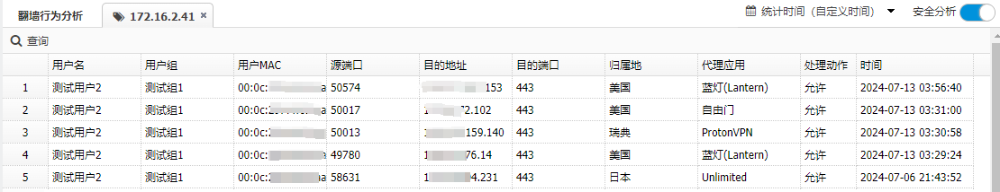 翻墙行为分析 172.16.2.41 × 统计时间（自定义时间） 安全分析
查询
用户名 用户组 用户MAC 源端口 目的地址 目的端口 归属地 代理应用 处理动作 时间
1 测试用户2 测试组1 00:0c: a 50574 153 443 美国 蓝灯(Lantern) 允许 2024-07-13 03:56:40
2 测试用户2 测试组1 00:0c: a 50017 1 2.102 443 美国 自由门 允许 2024-07-13 03:31:00
3 测试用户2 测试组1 00:0c: a 50013 1 159.140 443 瑞典 ProtonVPN 允许 2024-07-13 03:30:58
4 测试用户2 测试组1 00:0c: a 49780 1 76.14 443 美国 蓝灯(Lantern) 允许 2024-07-13 03:29:24
5 测试用户2 测试组1 00:0c:2 aa 58631 1 4.231 443 日本 Unlimited 允许 2024-07-06 21:43:52